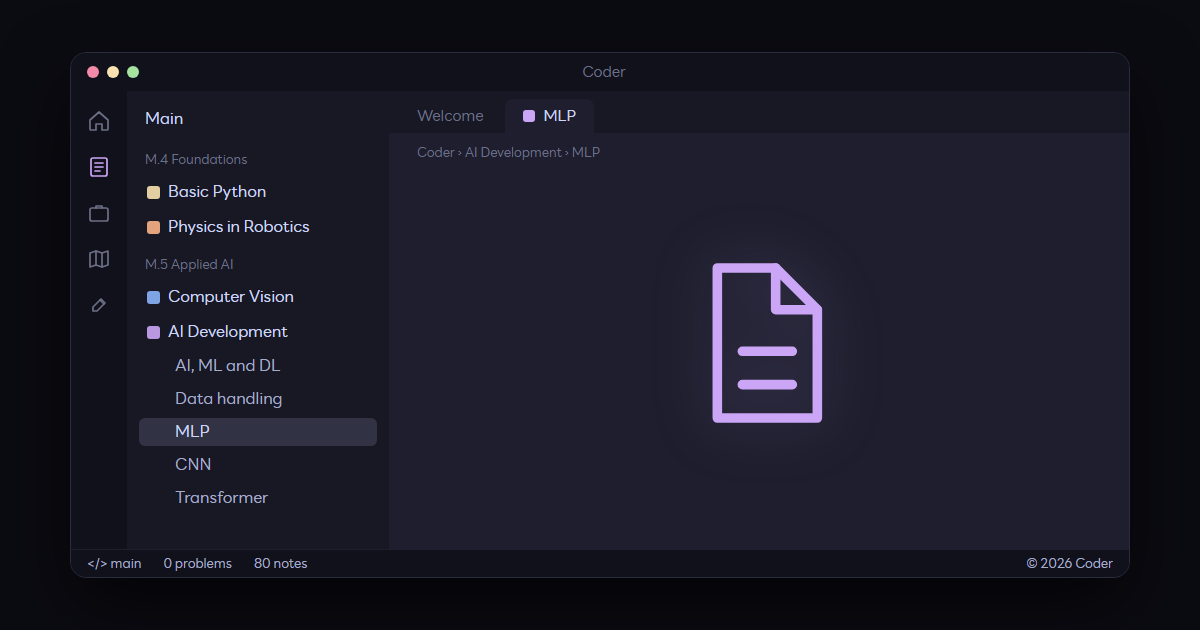 Coder
Main
M.4 Foundations
Basic Python
Physics in Robotics
M.5 Applied AI
Computer Vision
AI Development
AI, ML and DL
Data handling
MLP
CNN
Transformer
Welcome
MLP
Coder › AI Development › MLP
</> main
0 problems
80 notes
© 2026 Coder